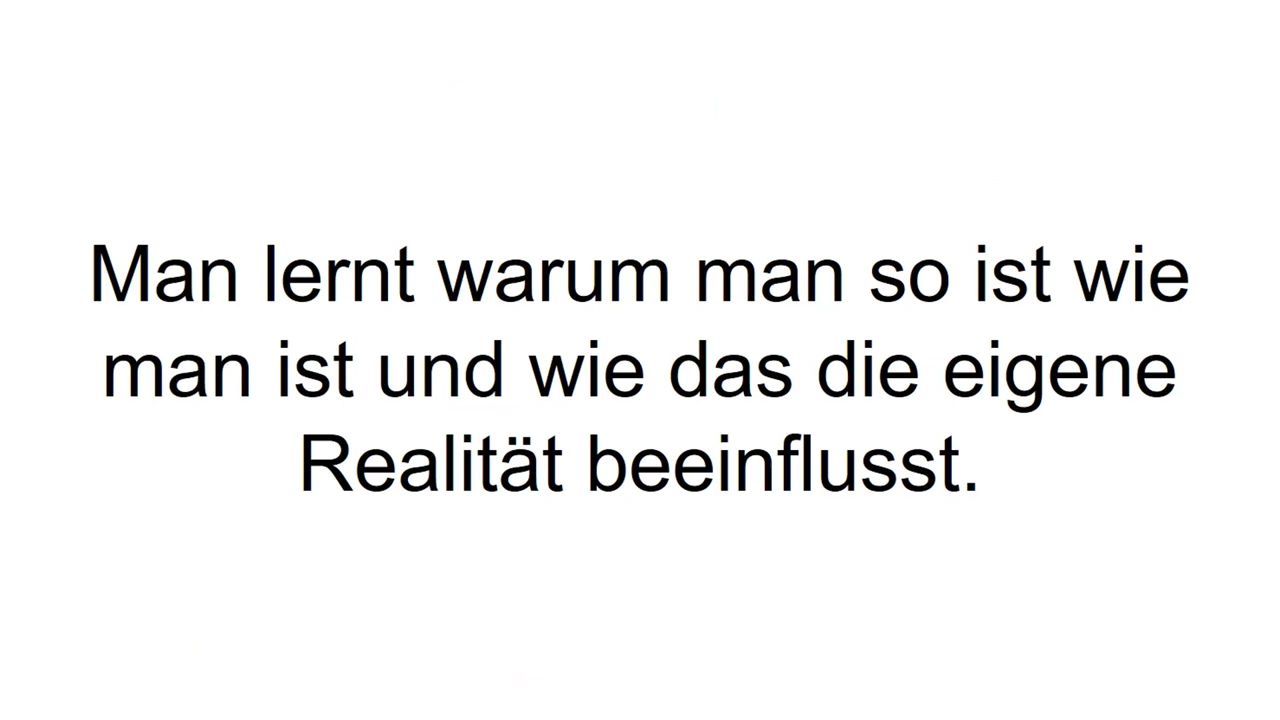 Man lernt warum man so ist wie
man ist und wie das die eigene
Realität beeinflusst.